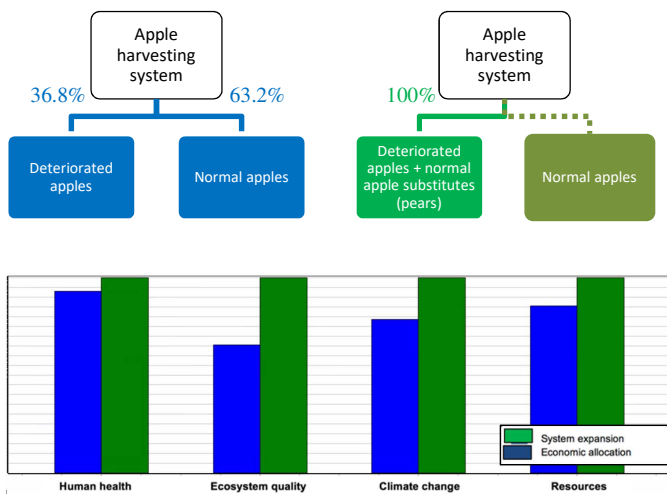 Apple
harvesting
system
36.8%
63.2%
Deteriorated
apples
Normal apples
Apple
harvesting
system
100%
Deteriorated
apples + normal
apple substitutes
(pears)
Normal apples
System expansion
Economic allocation
Human health
Ecosystem quality
Climate change
Resources